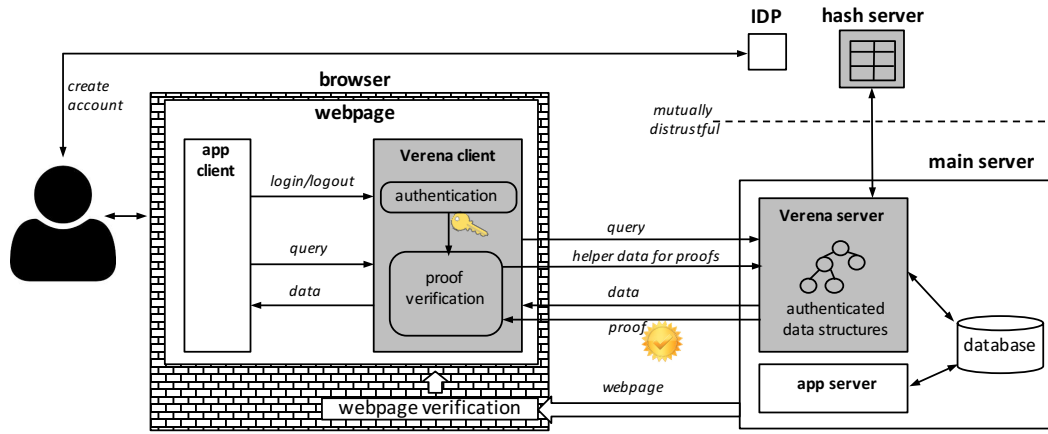 IDP
hash server
create
account
browser
mutually
distrustful
webpage
main server
app
client
Verena client
login/logout
authentication
Verena server
query
query
helper data for proofs
proof
verification
data
data
authenticated
data structures
proof
database
webpage
app server
webpage verification